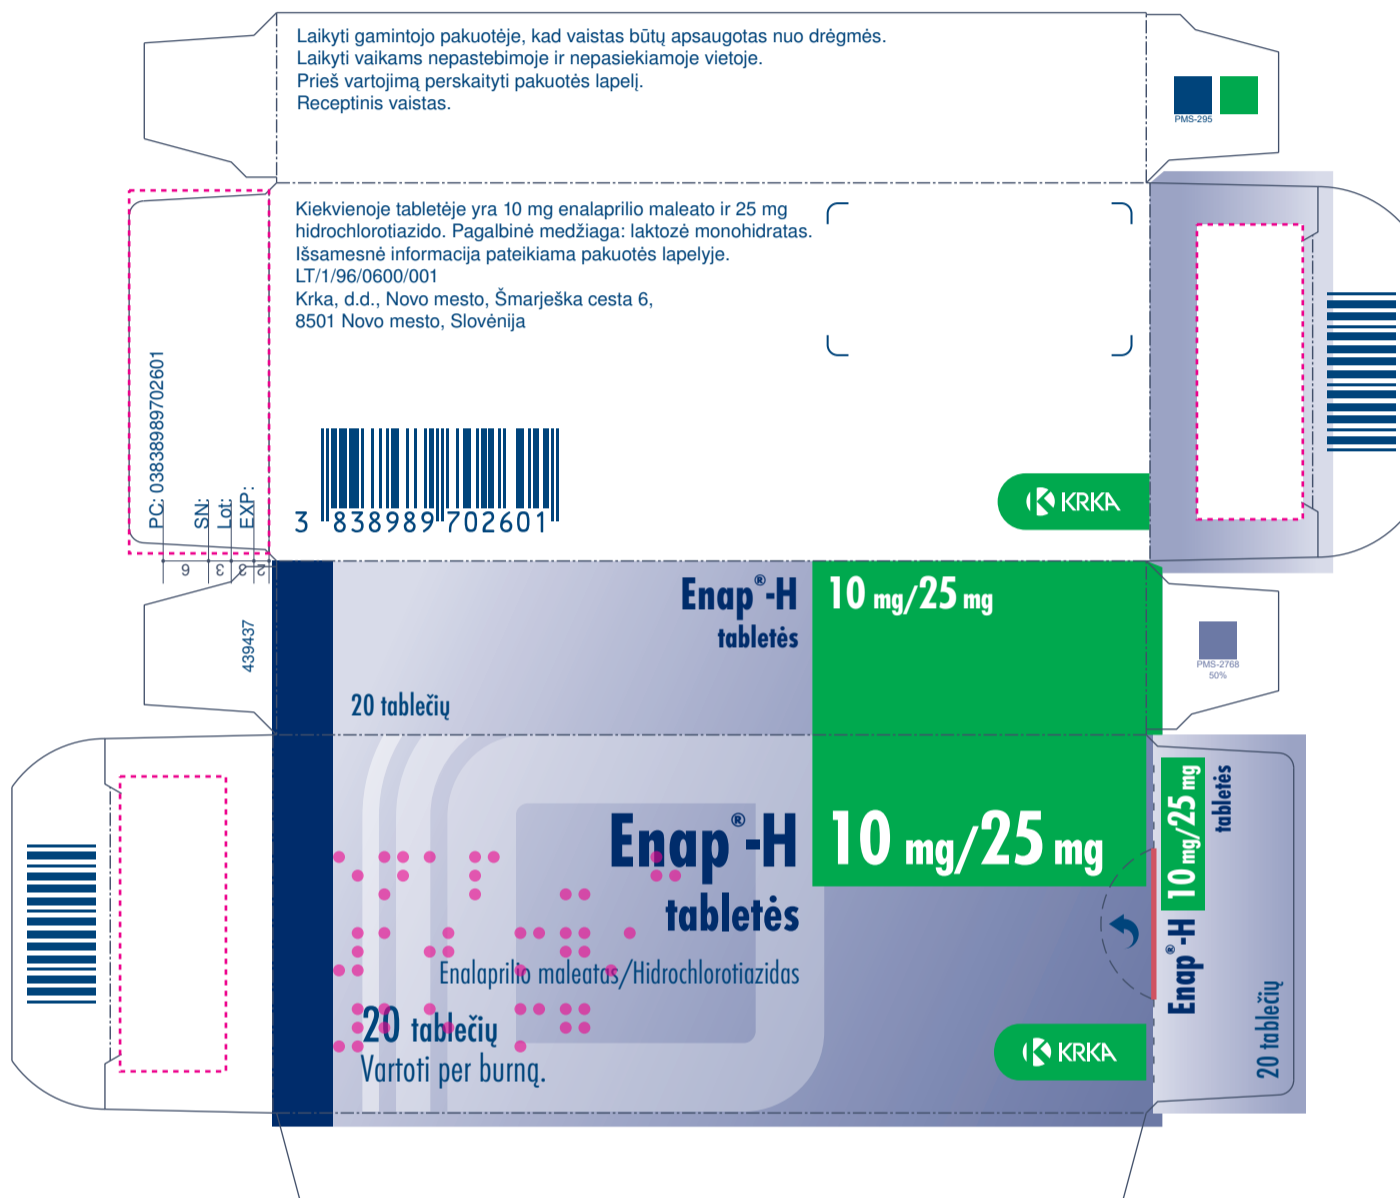 Laikyti gamintojo pakuotėje, kad vaistas būtų apsaugotas nuo drėgmės.
Laikyti vaikams nepastebimoje ir nepasiekiamoje vietoje.
Prieš vartojimą perskaityti pakuotės lapelį.
Receptinis vaistas.
PMS-295
Kiekvienoje tabletėje yra 10 mg enalaprilio maleato ir 25 mg
hidrochlorotiazido. Pagalbinė medžiaga: laktozė monohidratas.
Išsamesnė informacija pateikiama pakuotės lapelyje.
LT/1/96/0600/001
Krka, d.d., Novo mesto, Šmarješka cesta 6,
8501 Novo mesto, Slovėnija
PC: 03838989702601
SN:
Lot:
EXP:
3 838989 702601
KRKA
6 3 3 2
439437
Enap®-H 10 mg/25 mg
tabletės
20 tablečių
PMS-2768
50%
Enap®-H 10 mg/25 mg
tabletės
Enalaprilio maleatas/Hidrochlorotiazidas
20 tablečių
Vartoti per burną.
KRKA
Enap®-H 10 mg/25 mg
tabletės
20 tablečių